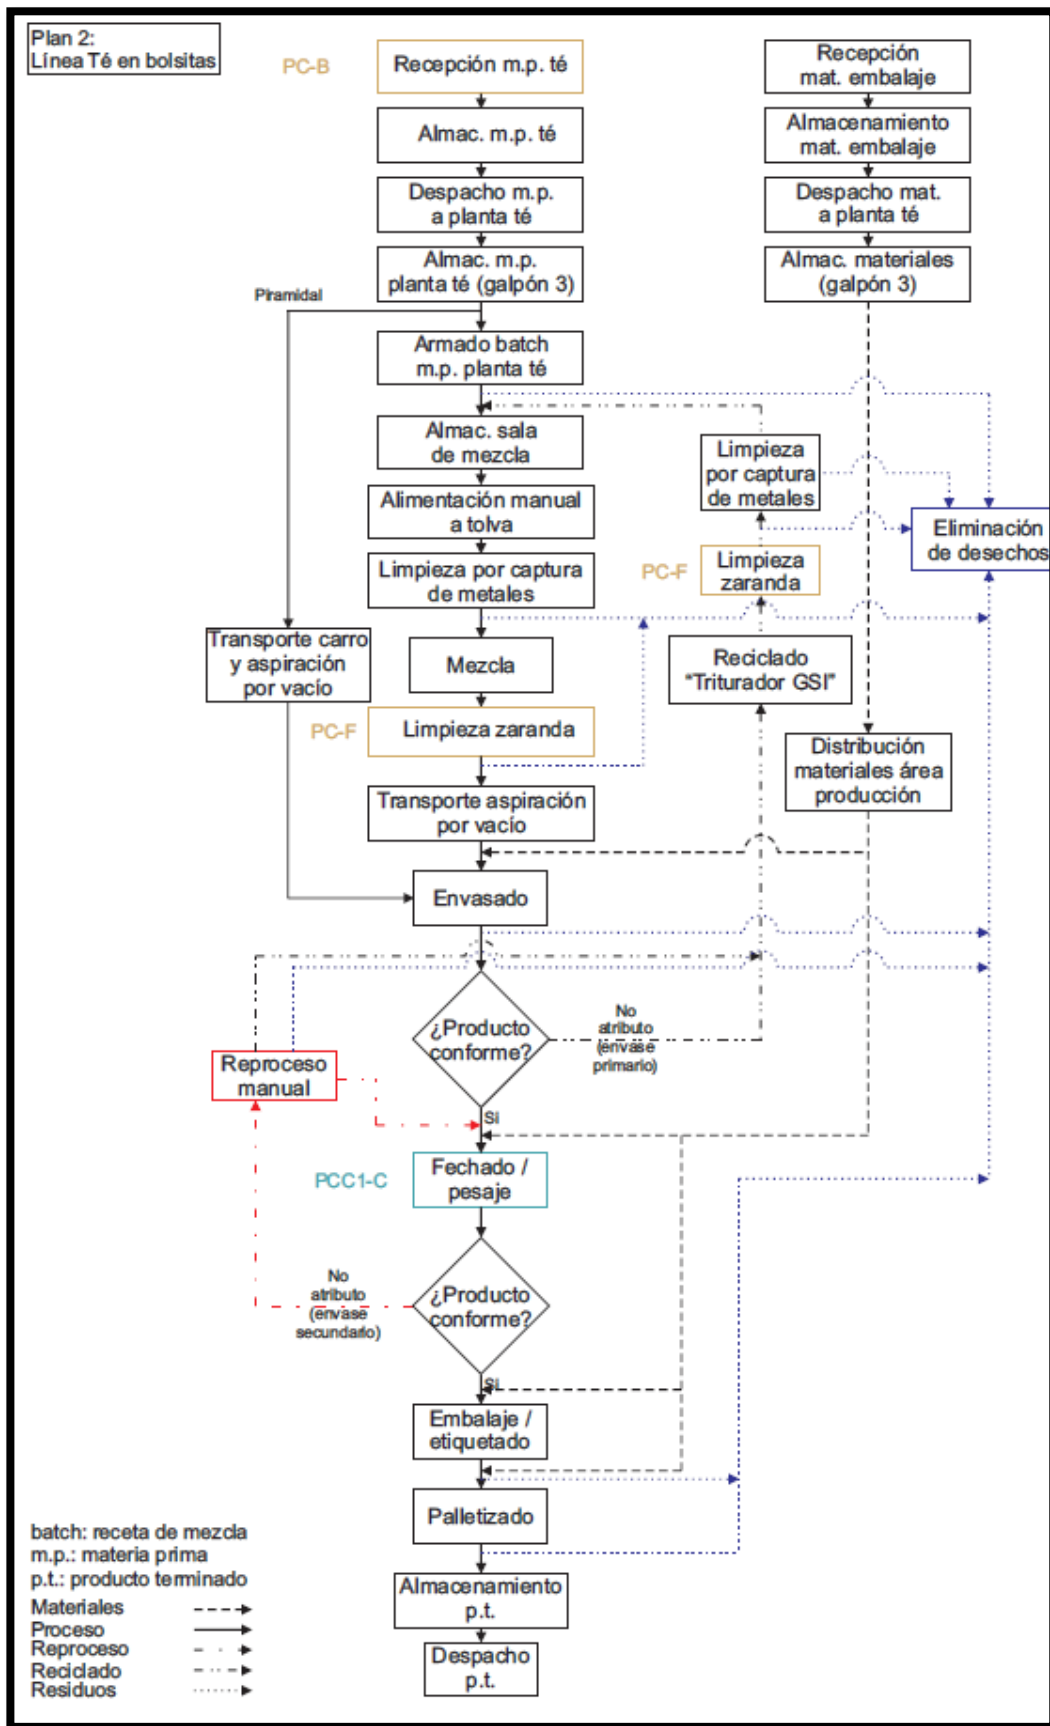 Plan 2:
Línea Té en bolsitas
PC-B
Recepción m.p. té
Recepción
mat. embalaje
Almac. m.p. té
Almacenamiento
mat. embalaje
Despacho m.p.
a planta té
Despacho mat.
a planta té
Almac. m.p.
planta té (galpón 3)
Almac. materiales
(galpón 3)
Piramidal
Armado batch
m.p. planta té
Almac. sala
de mezcla
Limpieza
por captura
de metales
Alimentación manual
a tolva
Eliminación
de desechos
Limpieza por captura
de metales
PC-F
Limpieza
zaranda
Transporte carro
y aspiración
por vacío
Mezcla
Reciclado
“Triturador GSI”
PC-F
Limpieza zaranda
Distribución
materiales área
producción
Transporte aspiración
por vacío
Envasado
¿Producto
conforme?
No
atributo
(envase
primario)
Reproceso
manual
Si
PCC1-C
Fechado /
pesaje
No
atributo
(envase
secundario)
¿Producto
conforme?
Si
Embalaje /
etiquetado
Palletizado
Almacenamiento
p.t.
Despacho
p.t.
batch: receta de mezcla
m.p.: materia prima
p.t.: producto terminado
Materiales
Proceso
Reproceso
Reciclado
Residuos